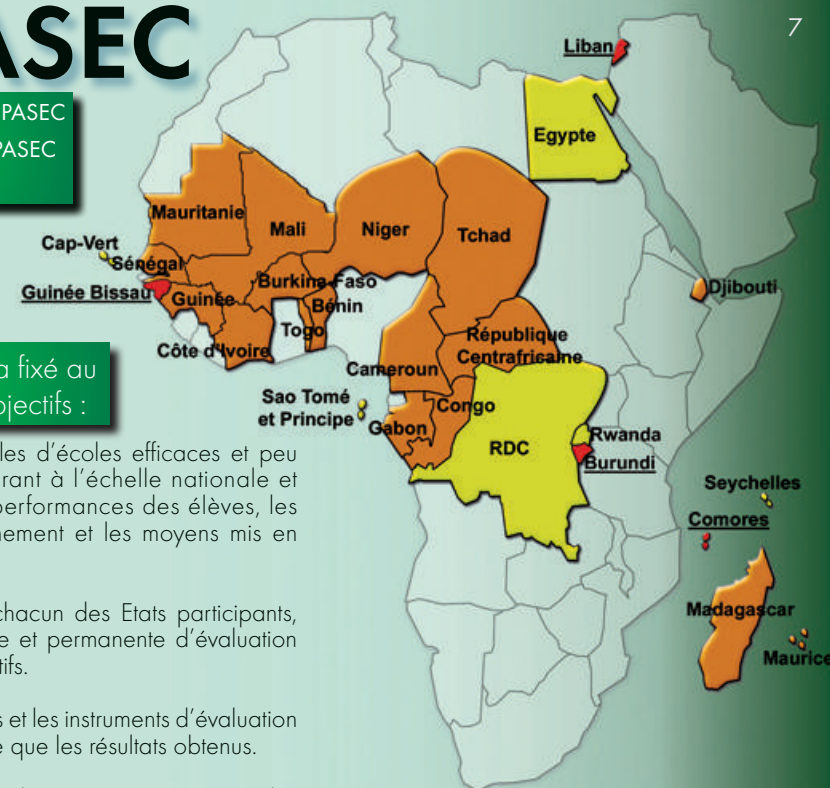 ASEC
7
PASEC
PASEC
a fixé au
bjectifs :
les d'écoles efficaces et peu
rant à l'échelle nationale et
performances des élèves, les
nement et les moyens mis en
chacun des Etats participants,
e et permanente d'évaluation
tifs.
s et les instruments d'évaluation
e que les résultats obtenus.
Liban
Egypte
Mauritanie
Mali
Niger
Tchad
Cap-Vert
Sénégal
Guinée Bissau
Guinée
Burkina-Faso
Bénin
Togo
Côte d'Ivoire
Djibouti
République
Centrafricaine
Cameroun
Sao Tomé
et Principe
Gabon
Congo
RDC
Rwanda
Burundi
Seychelles
Comores
Madagascar
Maurice